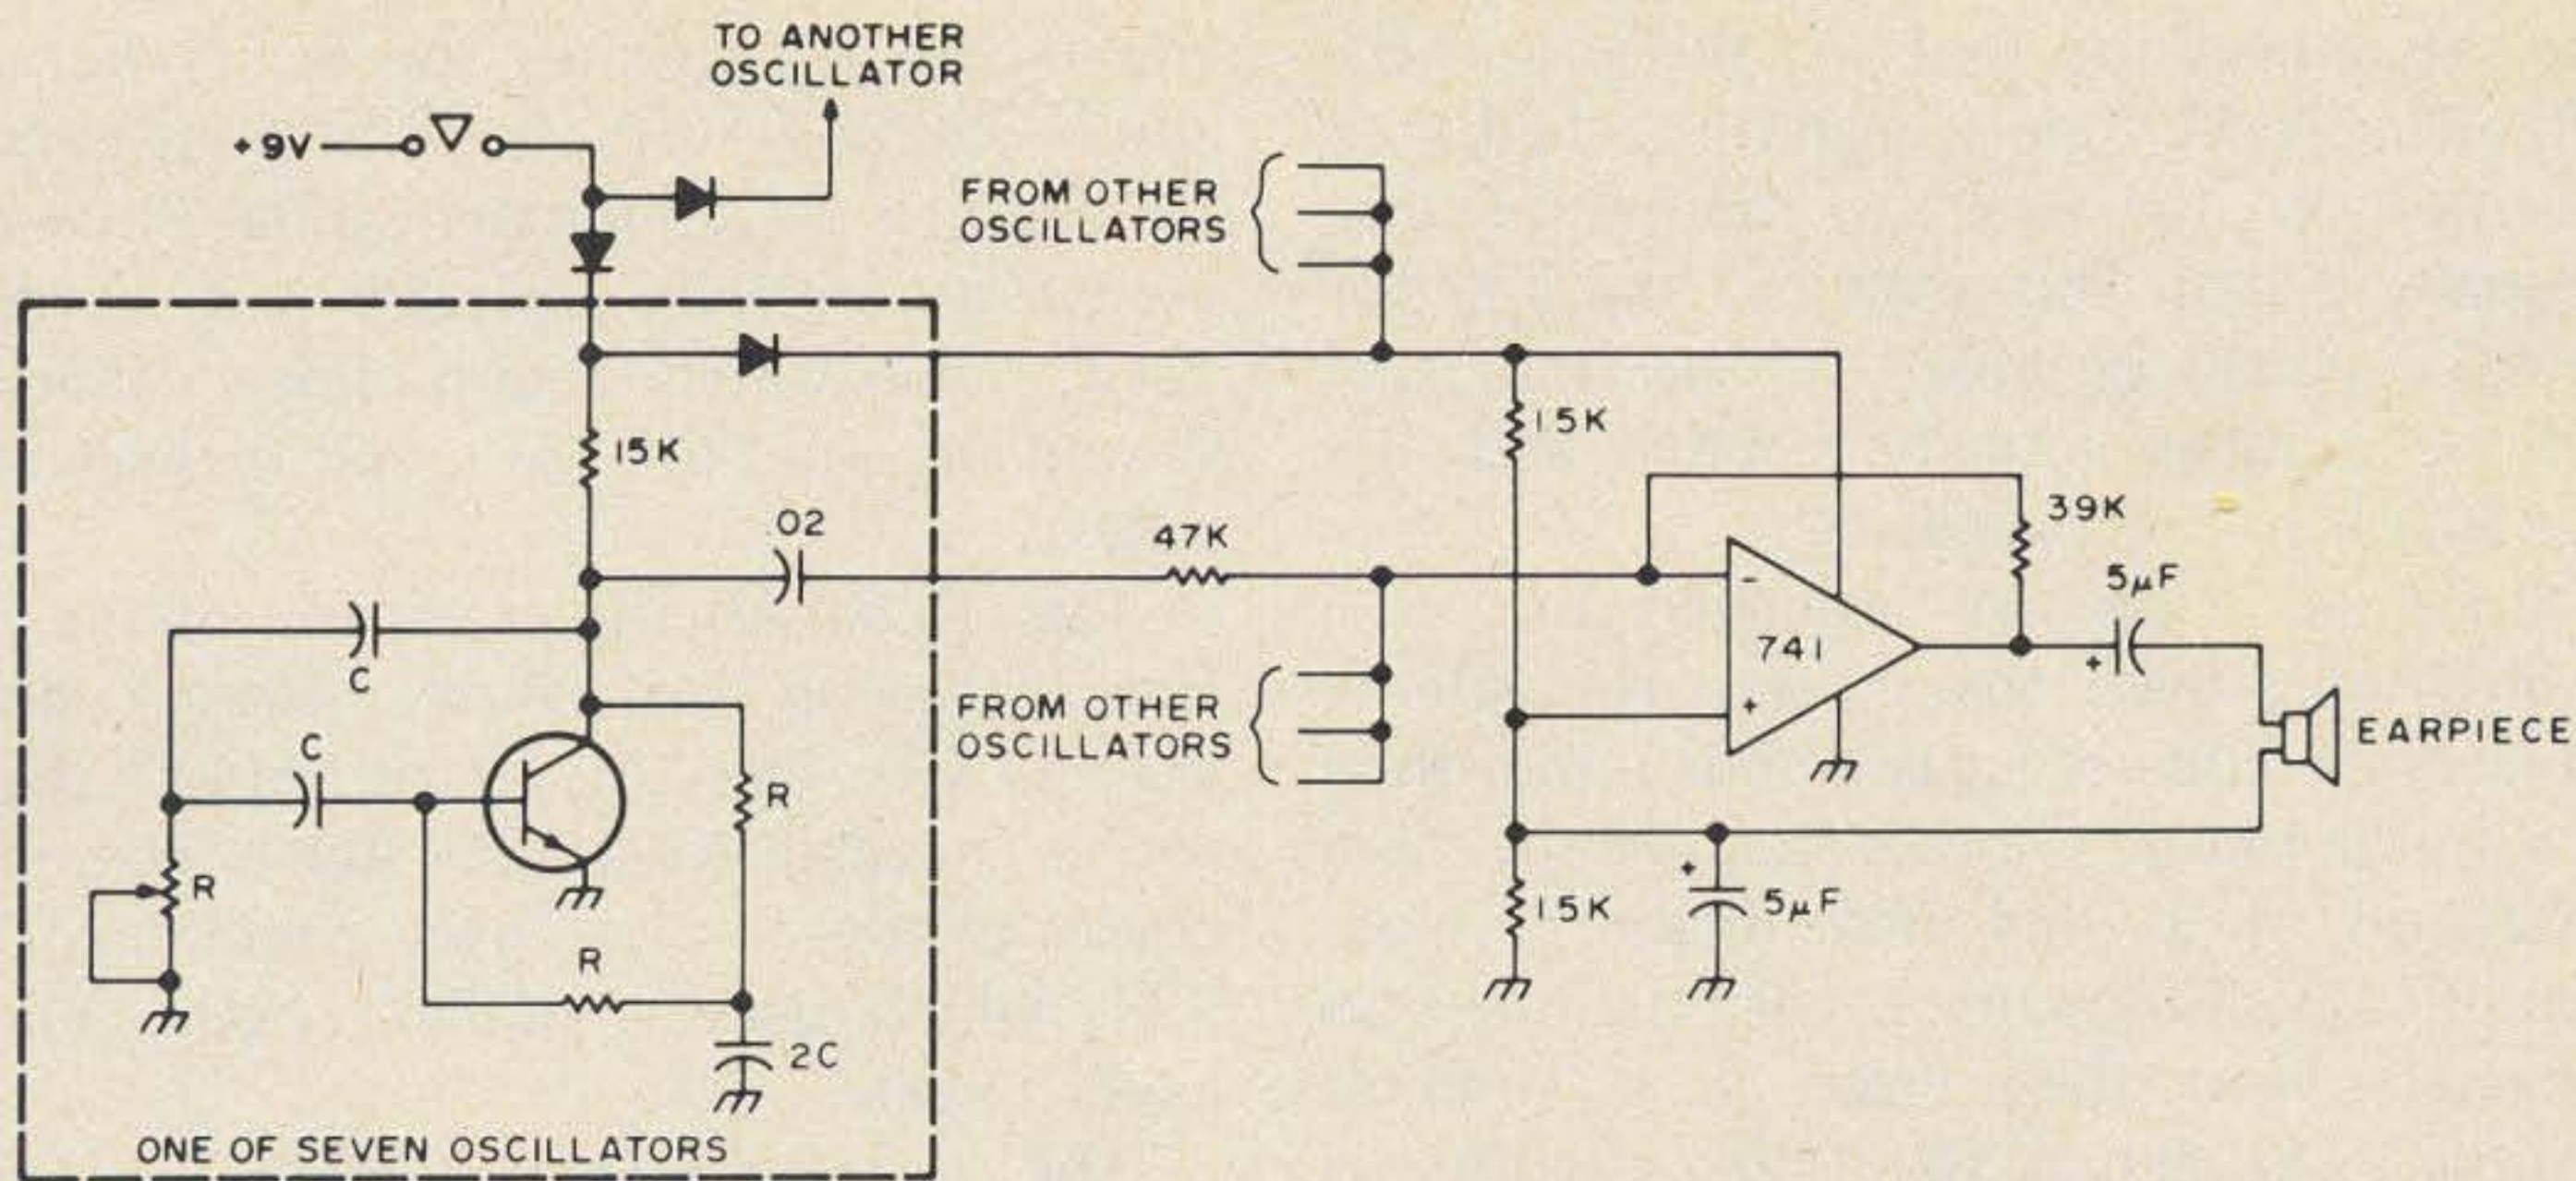 TO ANOTHER
OSCILLATOR
+9V
FROM OTHER
OSCILLATORS
15K
15K
02
47K
39K
5µF
C
741
-
+
+
C
R
FROM OTHER
OSCILLATORS
EARPIECE
R
15K
+
5µF
R
2C
ONE OF SEVEN OSCILLATORS